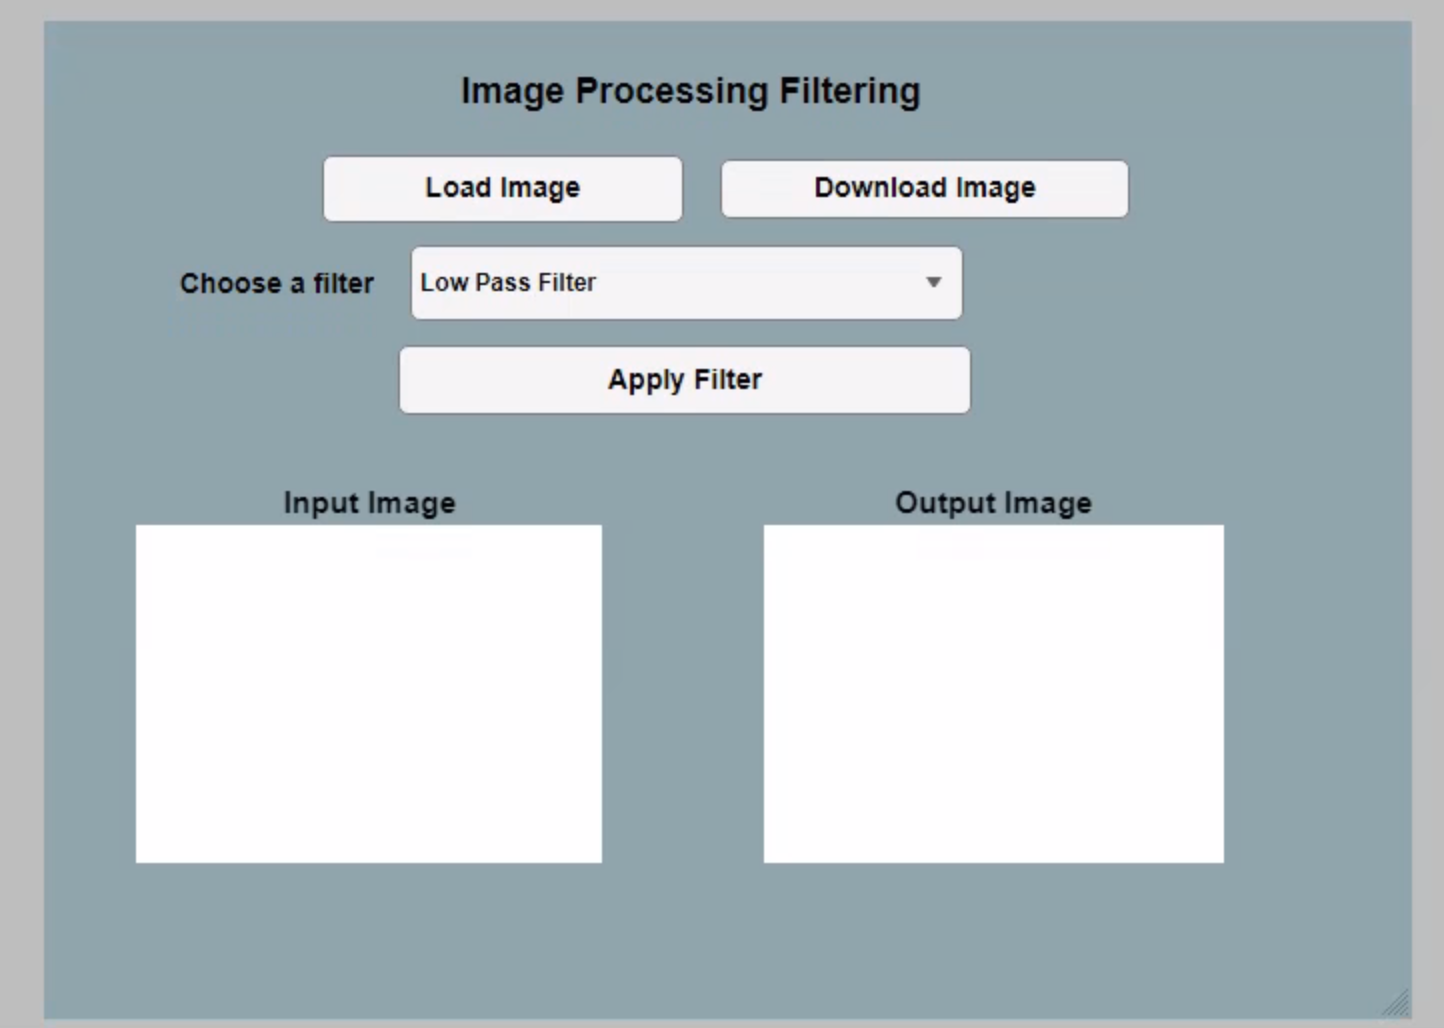 Image Processing Filtering
Load Image
Download Image
Choose a filter
Low Pass Filter
Apply Filter
Input Image
Output Image